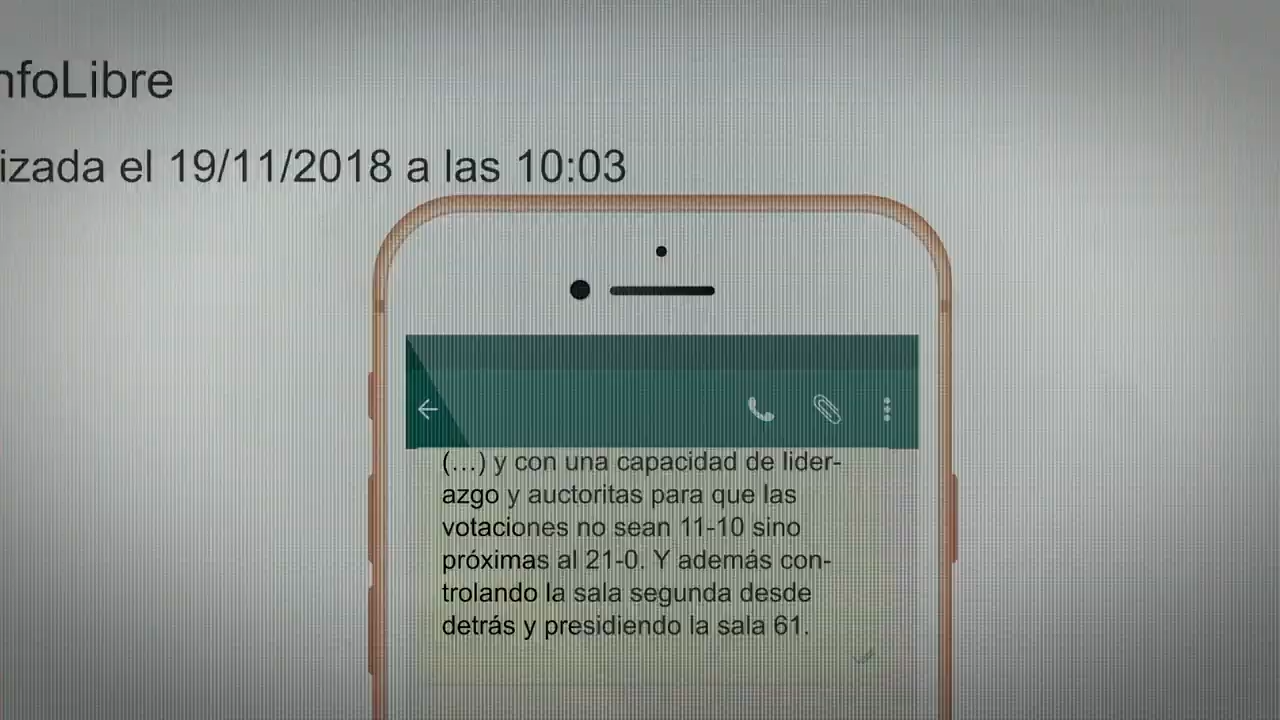 nfoLibre
izada el 19/11/2018 a las 10:03
(...) y con una capacidad de lider-
azgo y auctoritas para que las
votaciones no sean 11-10 sino
próximas al 21-0. Y además con-
trolando la sala segunda desde
detrás y presidiendo la sala 61.